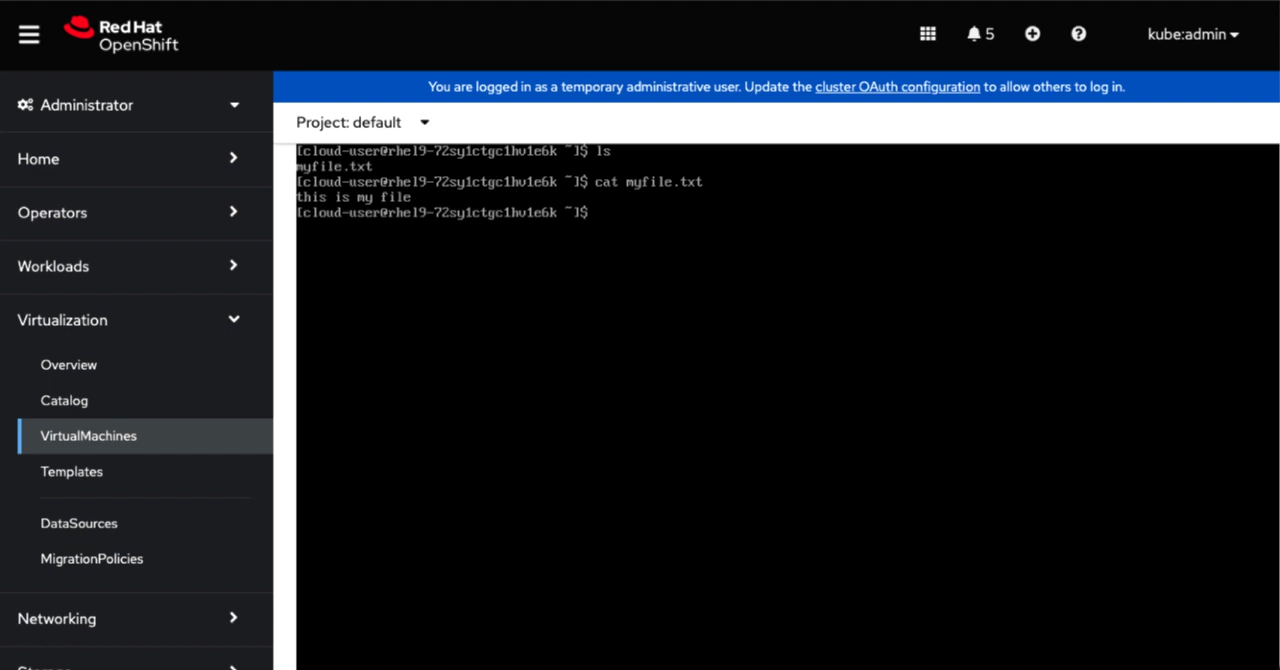 Red Hat
OpenShift
5
kube:admin
You are logged in as a temporary administrative user. Update the cluster OAuth configuration to allow others to log in.
Administrator
Project: default
Home
Operators
Workloads
Virtualization
Overview
Catalog
VirtualMachines
Templates
DataSources
MigrationPolicies
Networking
[cloud-user@rhel9-72sy1ctgc1hv1e6k ~]$ ls
myfile.txt
[cloud-user@rhel9-72sy1ctgc1hv1e6k ~]$ cat myfile.txt
this is my file
[cloud-user@rhel9-72sy1ctgc1hv1e6k ~]$